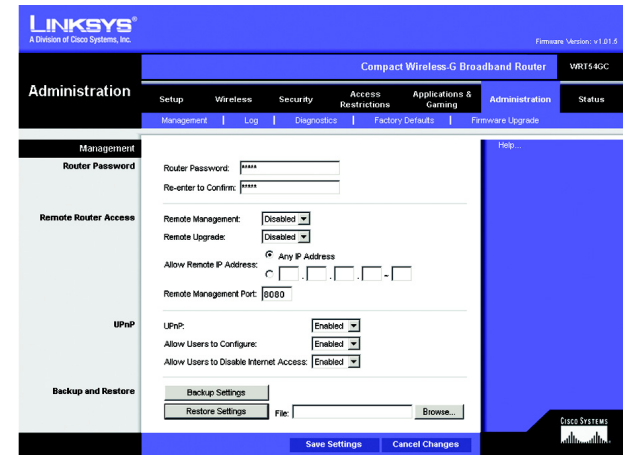 LINKSYS®
A Division of Cisco Systems, Inc.
Firmware Version: v1.01.5
Compact Wireless-G Broadband Router WRT54GC
Administration
Setup Wireless Security Access Restrictions Applications & Gaming Administration Status
Management | Log | Diagnostics | Factory Defaults | Firmware Upgrade
Management
Help...
Router Password
Router Password: *****
Re-enter to Confirm: *****
Remote Router Access
Remote Management: Disabled
Remote Upgrade: Disabled
Allow Remote IP Address: Any IP Address
. . . ~
Remote Management Port: 8080
UPnP
UPnP: Enabled
Allow Users to Configure: Enabled
Allow Users to Disable Internet Access: Enabled
Backup and Restore
Backup Settings
Restore Settings File: Browse...
Save Settings Cancel Changes
CISCO SYSTEMS